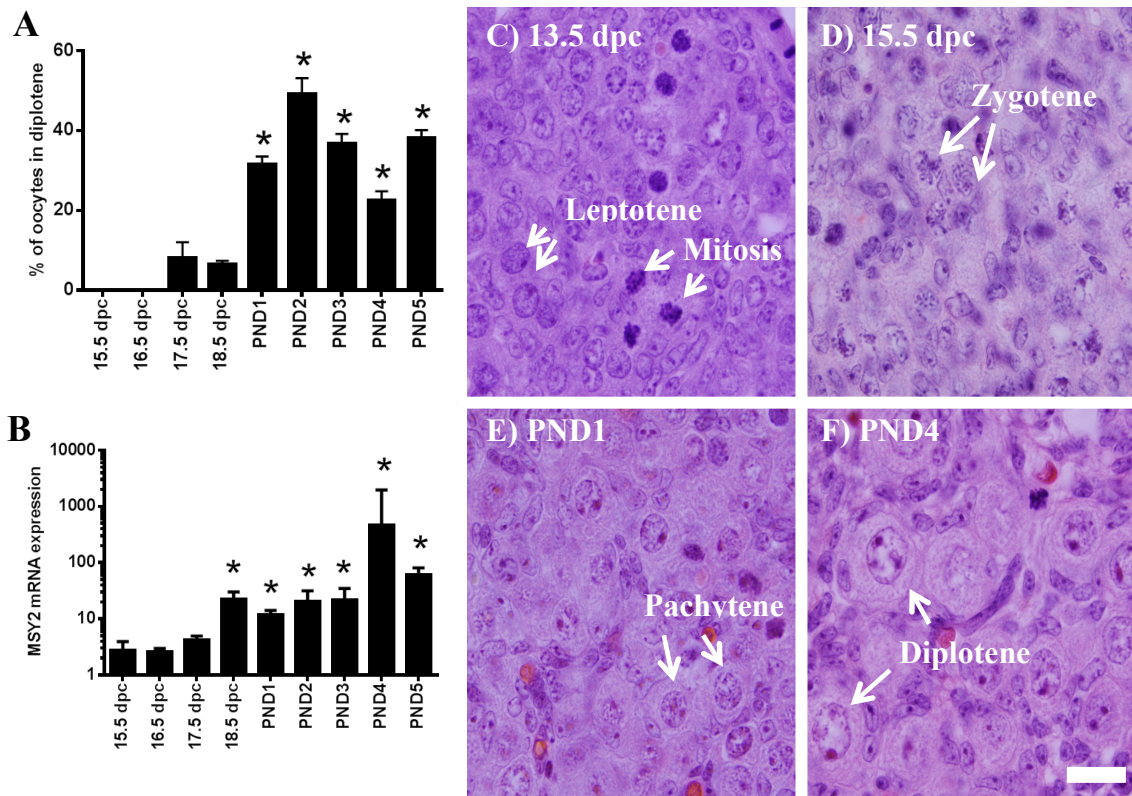 A
% of oocytes in diplotene
60
40
20
0
*
*
*
*
*
15.5 dpc
16.5 dpc
17.5 dpc
18.5 dpc
PND1
PND2
PND3
PND4
PND5
B
MSY2 mRNA expression
10000
1000
100
10
1
*
*
*
*
*
*
15.5 dpc
16.5 dpc
17.5 dpc
18.5 dpc
PND1
PND2
PND3
PND4
PND5
C) 13.5 dpc
Leptotene
Mitosis
D) 15.5 dpc
Zygotene
E) PND1
Pachytene
F) PND4
Diplotene